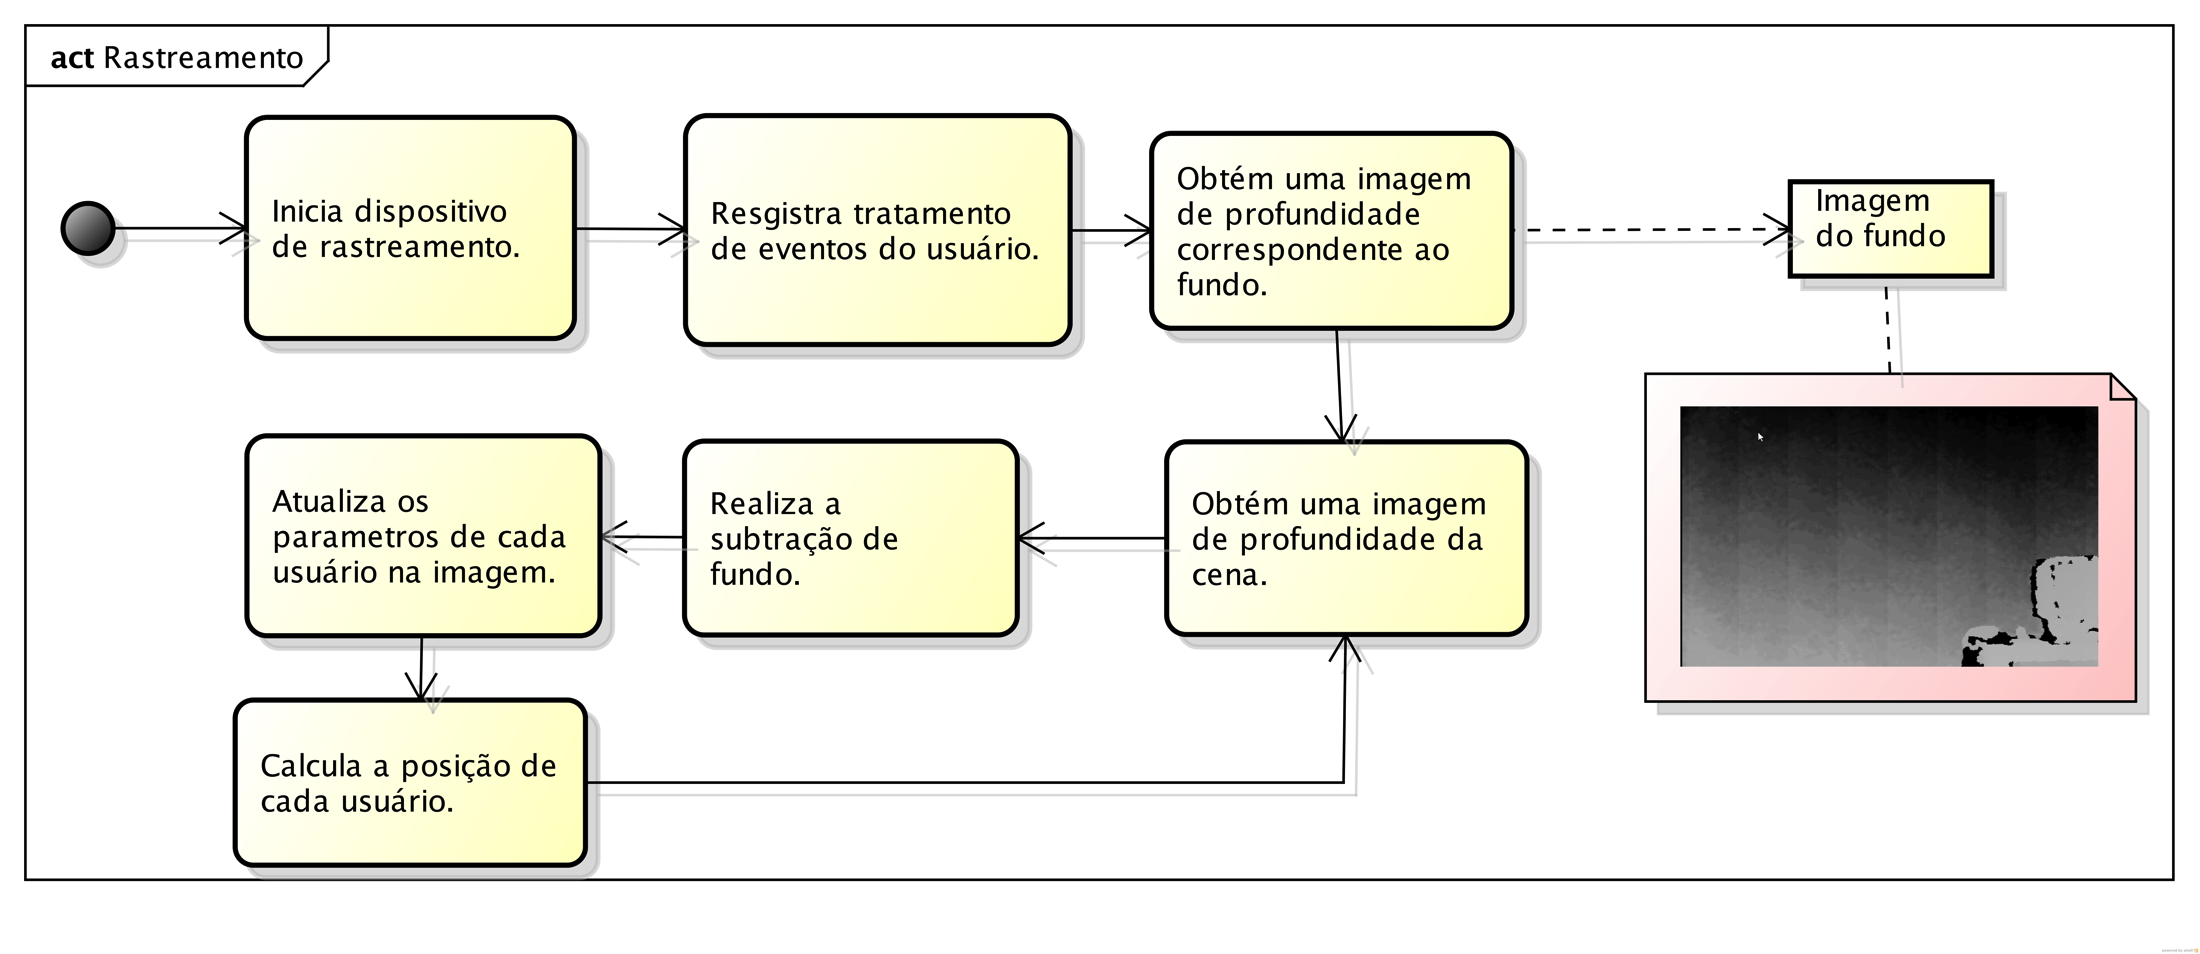 act Rastreamento
Inicia dispositivo
de rastreamento.
Resgistra tratamento
de eventos do usuário.
Obtém uma imagem
de profundidade
correspondente ao
fundo.
Imagem
do fundo
Atualiza os
parametros de cada
usuário na imagem.
Realiza a
subtração de
fundo.
Obtém uma imagem
de profundidade da
cena.
Calcula a posição de
cada usuário.